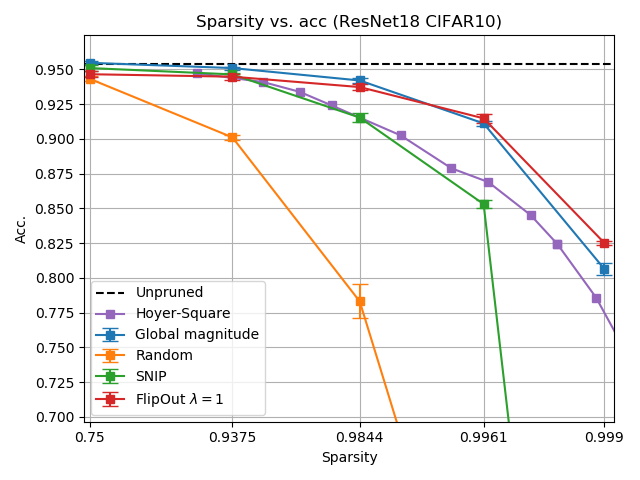 Sparsity vs. acc (ResNet18 CIFAR10)
0.950
0.925
0.900
0.875
0.850
0.825
0.800
0.775
0.750
0.725
0.700
Acc.
Unpruned
Hoyer-Square
Global magnitude
Random
SNIP
FlipOut λ = 1
0.75 0.9375 0.9844 0.9961 0.999
Sparsity